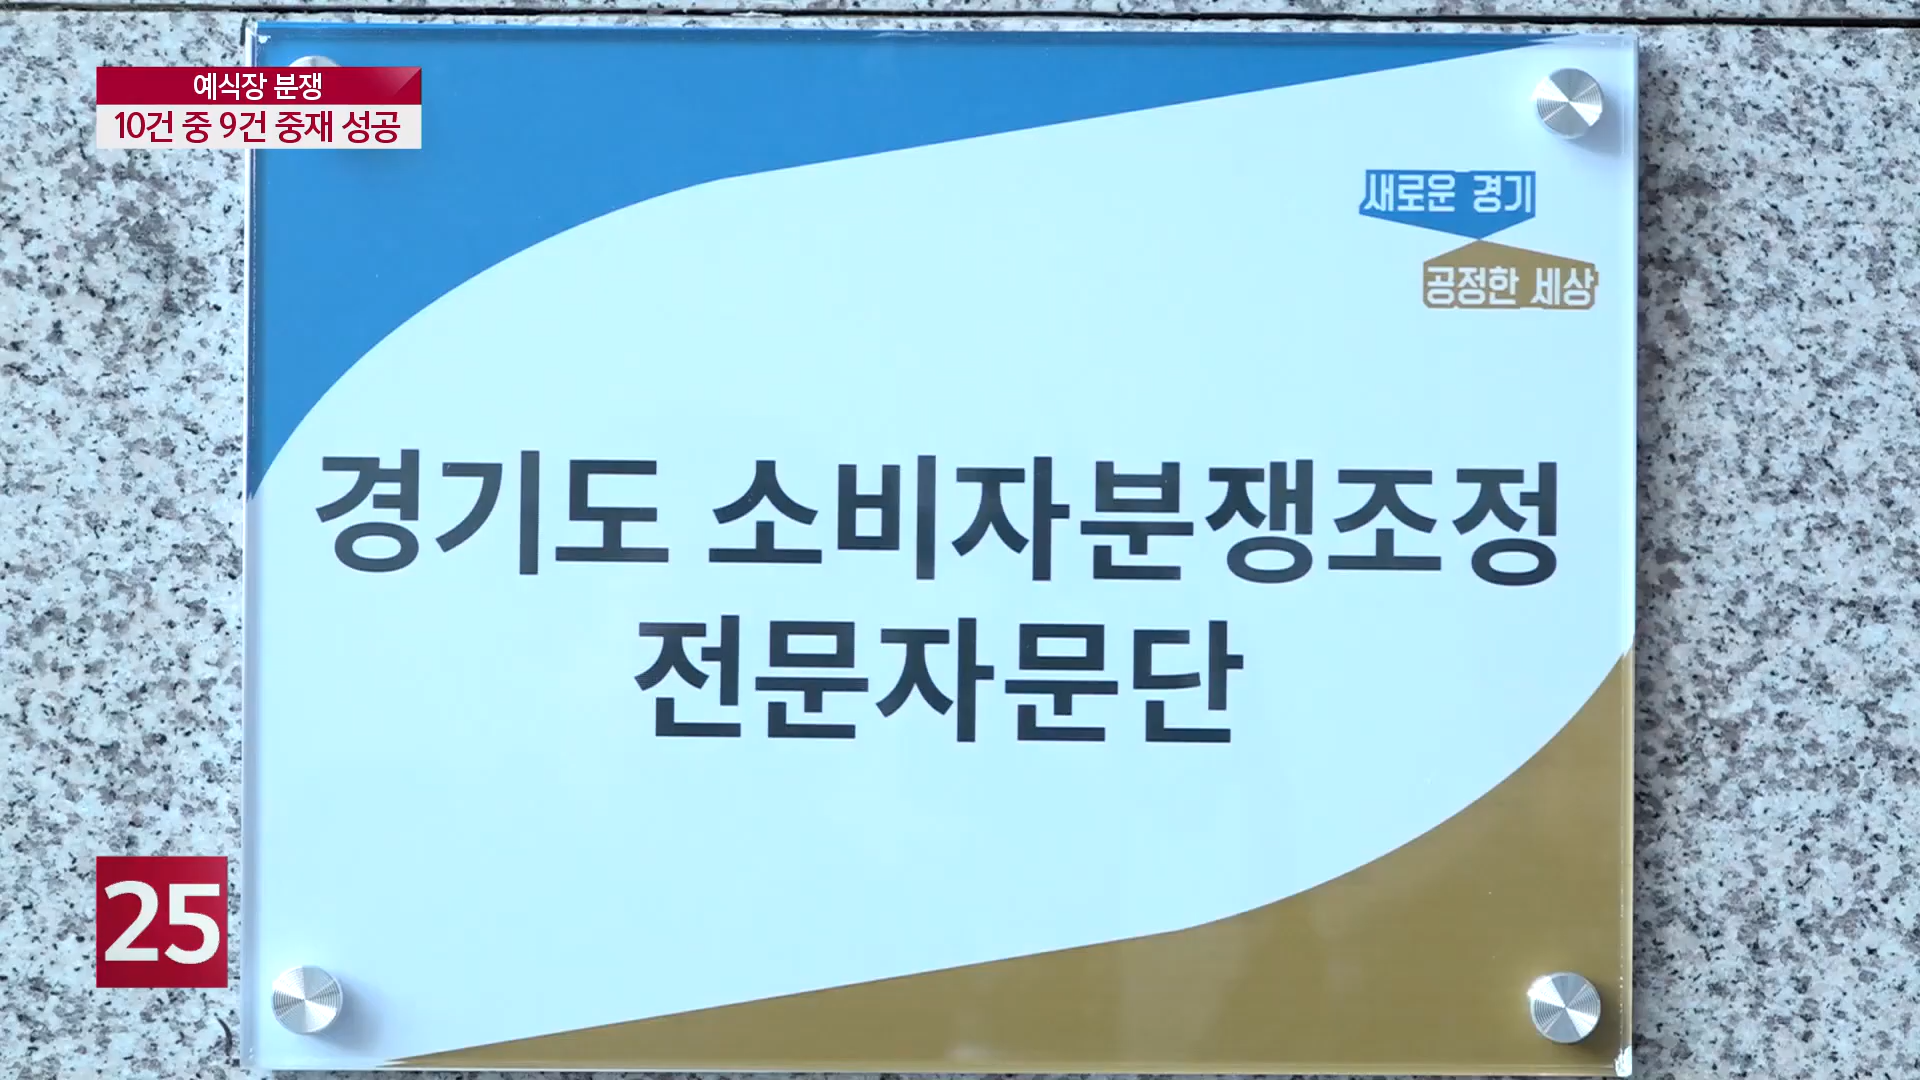 예식장 분쟁
10건 중 9건 중재 성공
새로운 경기
공정한 세상
경기도 소비자분쟁조정
전문자문단
25